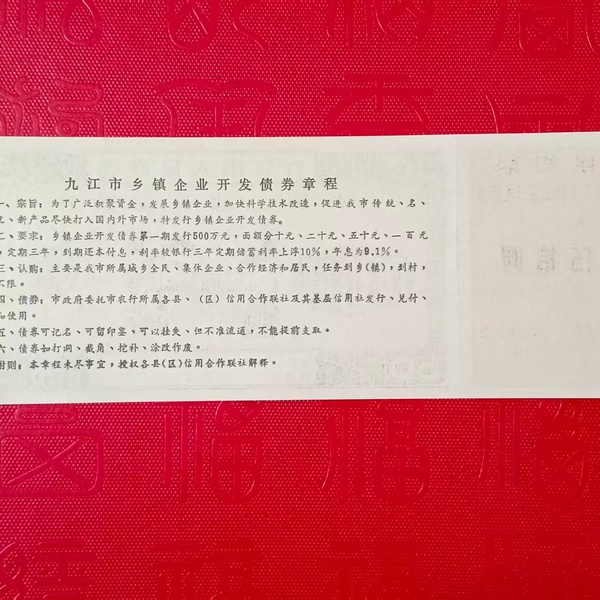 九江市乡镇企业开发债券章程
一、宗旨：为了广泛积聚资金，发展乡镇企业，加快科学技术改造，促进我市传统、名、
优、新产品尽快打入国内外市场，特发行乡镇企业开发债券。
二、要求：乡镇企业开发债券第一期发行500万元，面额分十元、二十元、五十元、一百元
，定期三年，到期还本付息，利率较银行三年定期储蓄利率上浮10%，年息为9.1%。
三、认购：主要是我市所属城乡全民、集体企业、合作经济和居民，任务到乡(镇)，到村，
不限。
四、债券：市政府委托市农行所属各县、（区）信用合作联社及其基层信用社发行、兑付、
和使用。
五、债券可记名、可留印鉴、可以挂失、但不准流通，不能提前支取。
六、债券如打洞、截角、挖补、涂改作废。
附则：本章程未尽事宜，授权各县(区)信用合作联社解释。